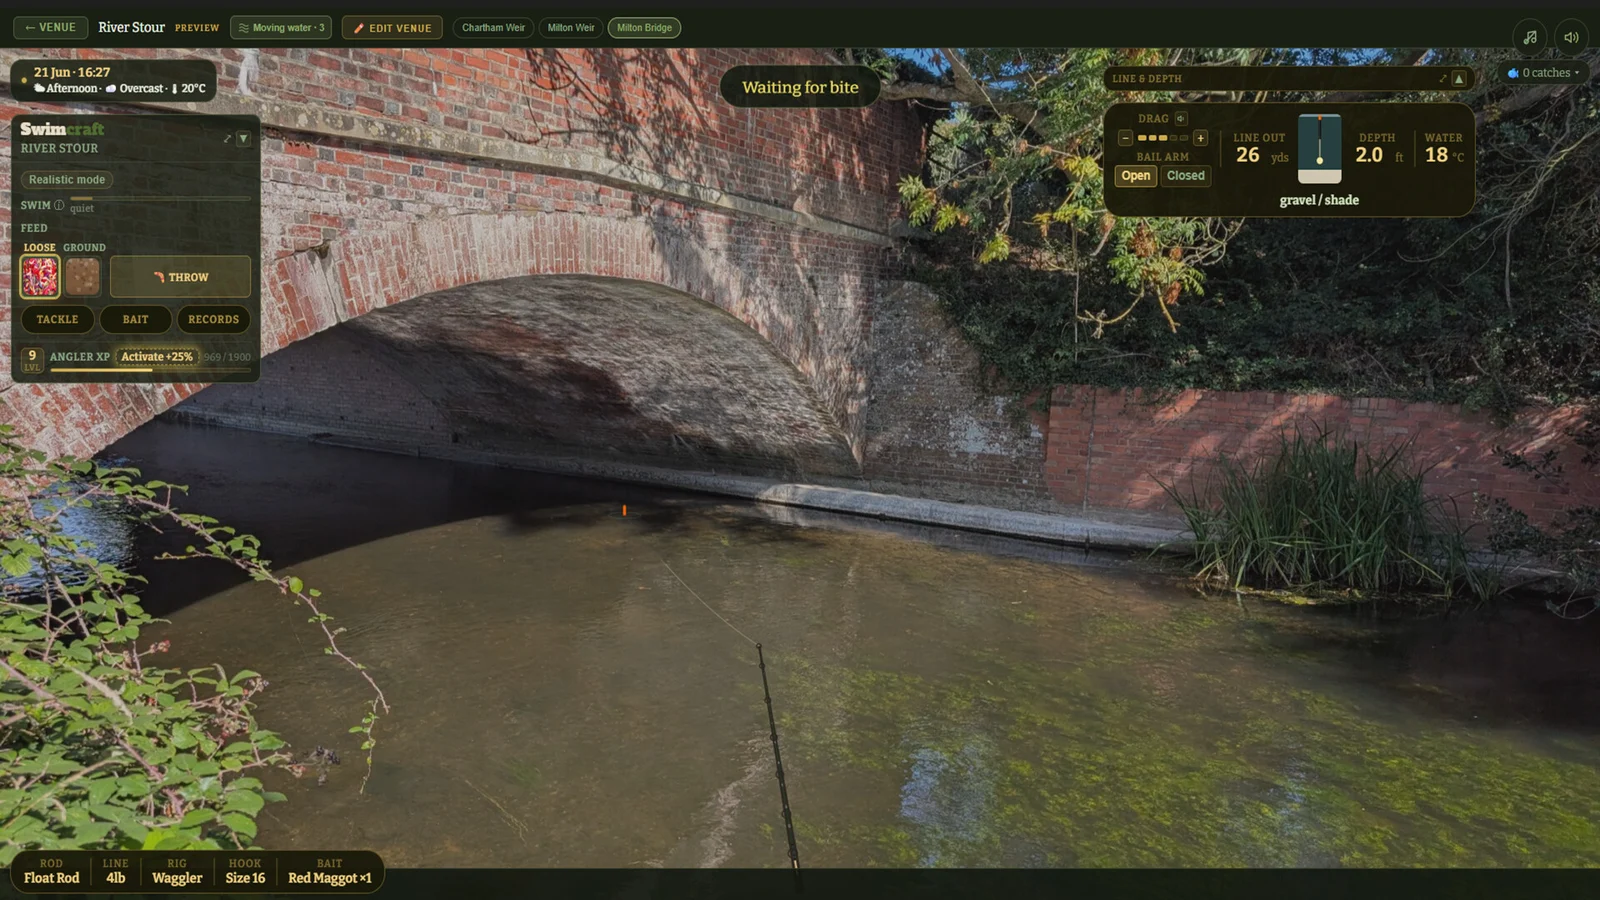 ← VENUE
River Stour
PREVIEW
Moving water · 3
EDIT VENUE
Chartham Weir
Milton Weir
Milton Bridge
21 Jun · 16:27
Afternoon · Overcast · 20°C
Waiting for bite
LINE & DEPTH
0 catches
Swimcraft
RIVER STOUR
Realistic mode
SWIM
quiet
FEED
LOOSE GROUND
THROW
TACKLE BAIT RECORDS
9 LVL
ANGLER XP Activate +25% 969 / 1900
DRAG
− +
BAIL ARM
Open Closed
LINE OUT
26 yds
DEPTH
2.0 ft
WATER
18 °C
gravel / shade
ROD
Float Rod
LINE
4lb
RIG
Waggler
HOOK
Size 16
BAIT
Red Maggot ×1